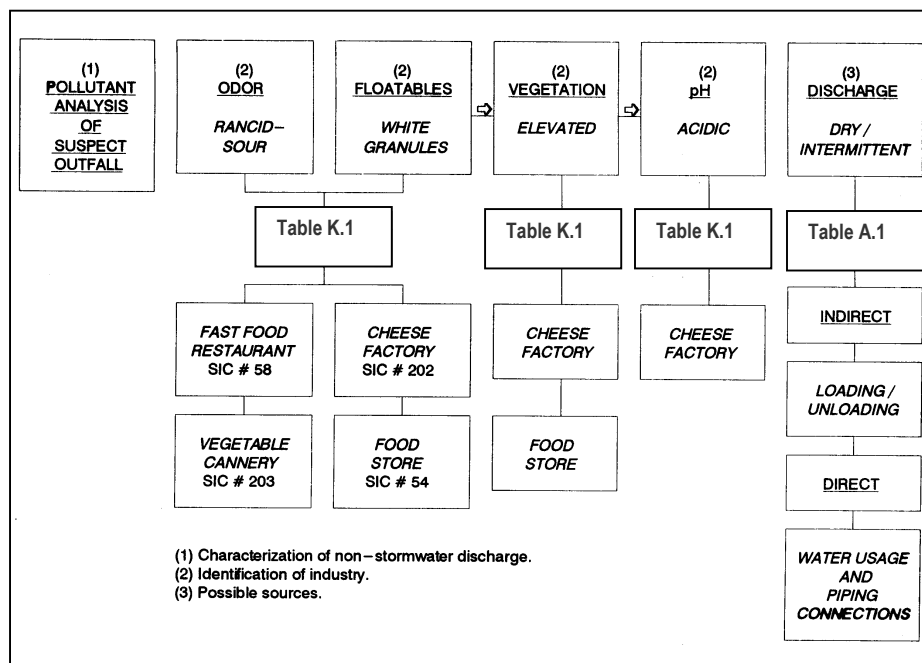 (1)
POLLUTANT
ANALYSIS
OF
SUSPECT
OUTFALL
(2)
ODOR
RANCID–
SOUR
(2)
FLOATABLES
WHITE
GRANULES
(2)
VEGETATION
ELEVATED
(2)
pH
ACIDIC
(3)
DISCHARGE
DRY /
INTERMITTENT
Table K.1
Table K.1
Table K.1
Table A.1
FAST FOOD
RESTAURANT
SIC # 58
CHEESE
FACTORY
SIC # 202
CHEESE
FACTORY
CHEESE
FACTORY
INDIRECT
LOADING /
UNLOADING
VEGETABLE
CANNERY
SIC # 203
FOOD
STORE
SIC # 54
FOOD
STORE
DIRECT
WATER USAGE
AND
PIPING
CONNECTIONS
(1) Characterization of non–stormwater discharge.
(2) Identification of industry.
(3) Possible sources.